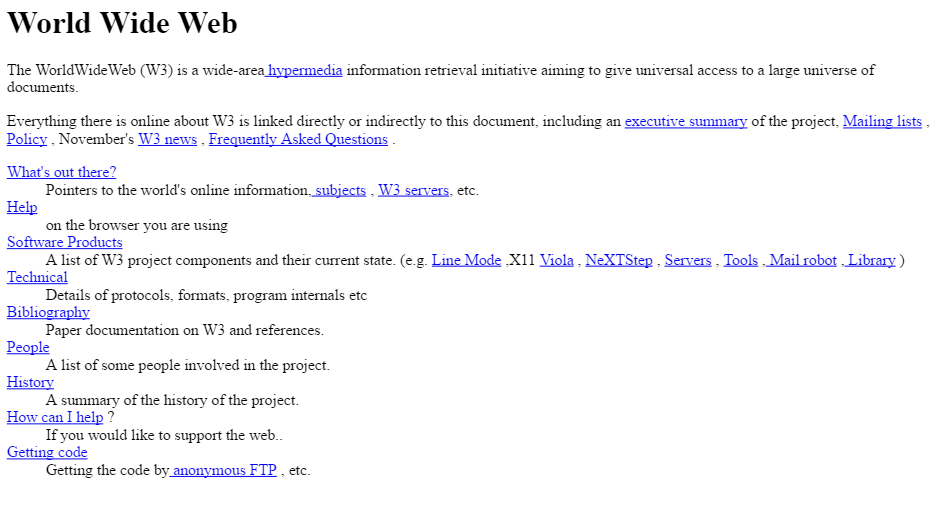 World Wide Web
The WorldWideWeb (W3) is a wide-area hypermedia information retrieval initiative aiming to give universal access to a large universe of
documents.
Everything there is online about W3 is linked directly or indirectly to this document, including an executive summary of the project, Mailing lists ,
Policy , November's W3 news , Frequently Asked Questions .
What's out there?
Pointers to the world's online information, subjects , W3 servers, etc.
Help
on the browser you are using
Software Products
A list of W3 project components and their current state. (e.g. Line Mode ,X11 Viola , NeXTStep , Servers , Tools , Mail robot , Library )
Technical
Details of protocols, formats, program internals etc
Bibliography
Paper documentation on W3 and references.
People
A list of some people involved in the project.
History
A summary of the history of the project.
How can I help ?
If you would like to support the web..
Getting code
Getting the code by anonymous FTP , etc.